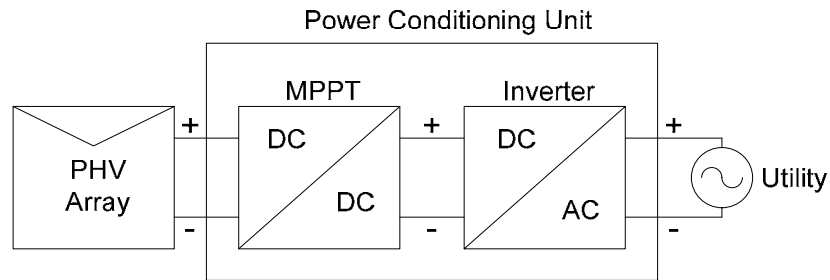 Power Conditioning Unit
MPPT
Inverter
+
+
+
DC
DC
PHV
Array
Utility
DC
AC
-
-
-